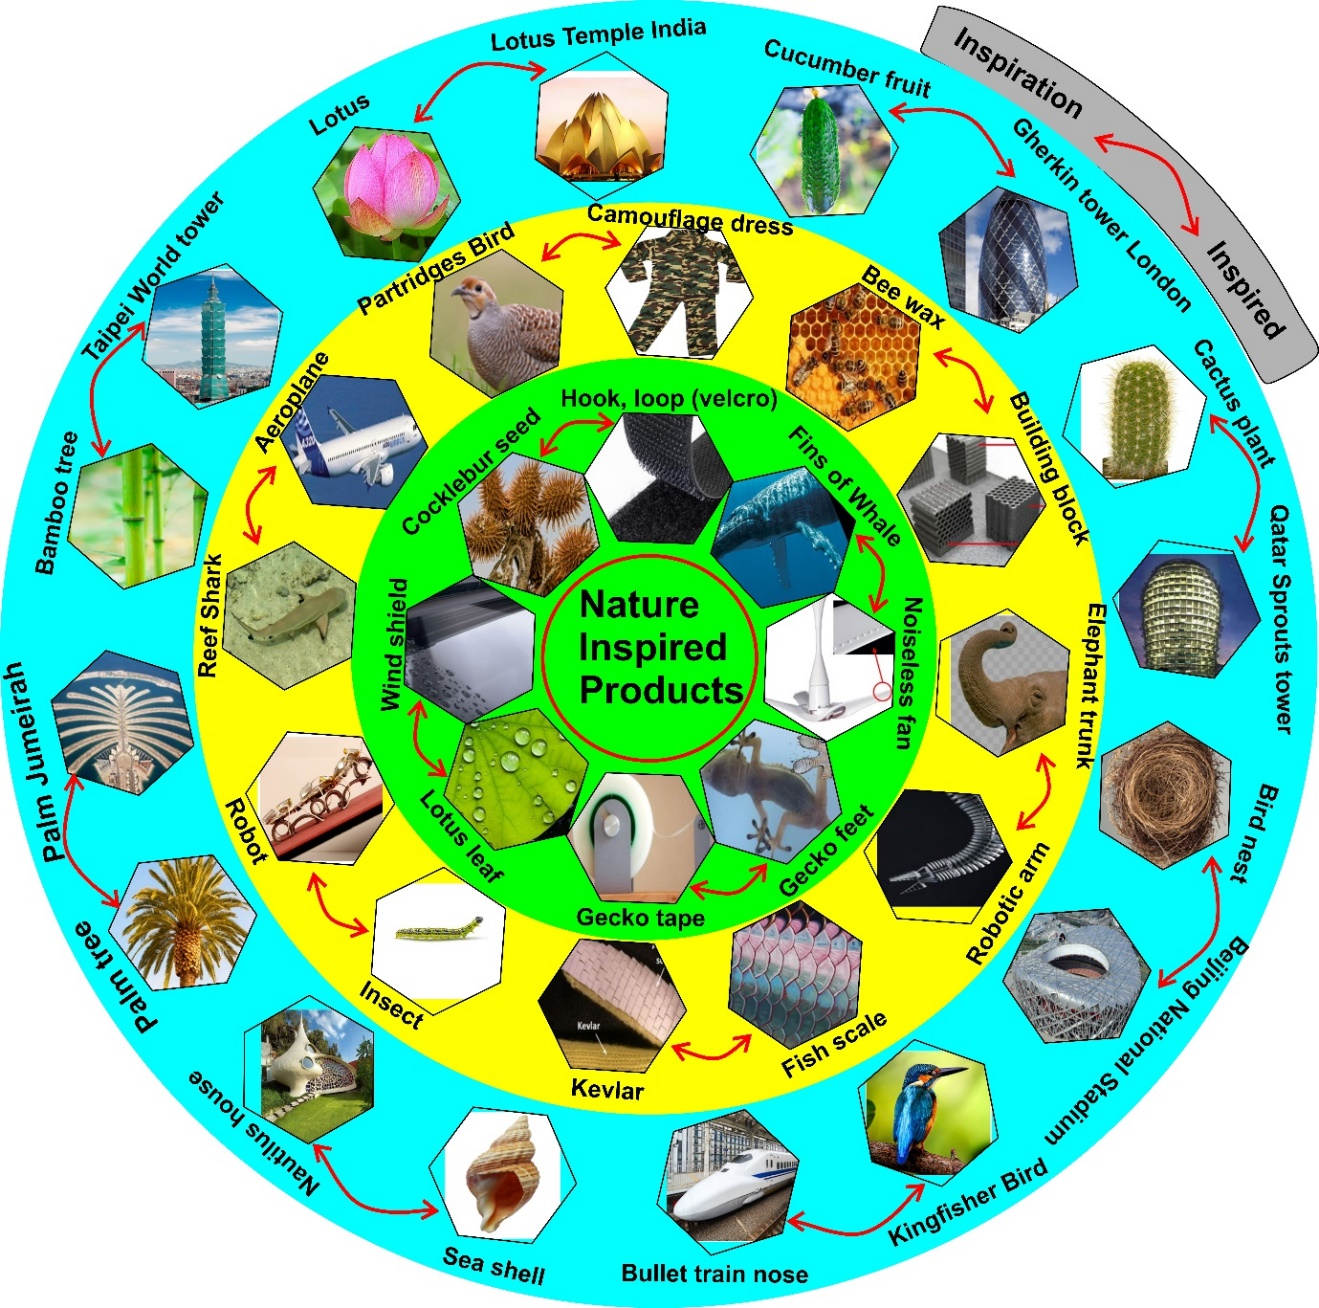 Inspiration
Inspired
Lotus
Lotus Temple India
Cucumber fruit
Gherkin tower London
Cactus plant
Qatar Sprouts tower
Bird nest
Beijing National Stadium
Kingfisher Bird
Bullet train nose
Sea shell
Nautilus house
Palm tree
Palm Jumeirah
Bamboo tree
Taipei World tower
Partridges Bird
Camouflage dress
Bee wax
Building block
Elephant trunk
Robotic arm
Fish scale
Kevlar
Kevlar
Insect
Robot
Reef Shark
Aeroplane
Cocklebur seed
Hook, loop (velcro)
Fins of Whale
Noiseless fan
Gecko feet
Gecko tape
Lotus leaf
Wind shield
Nature
Inspired
Products